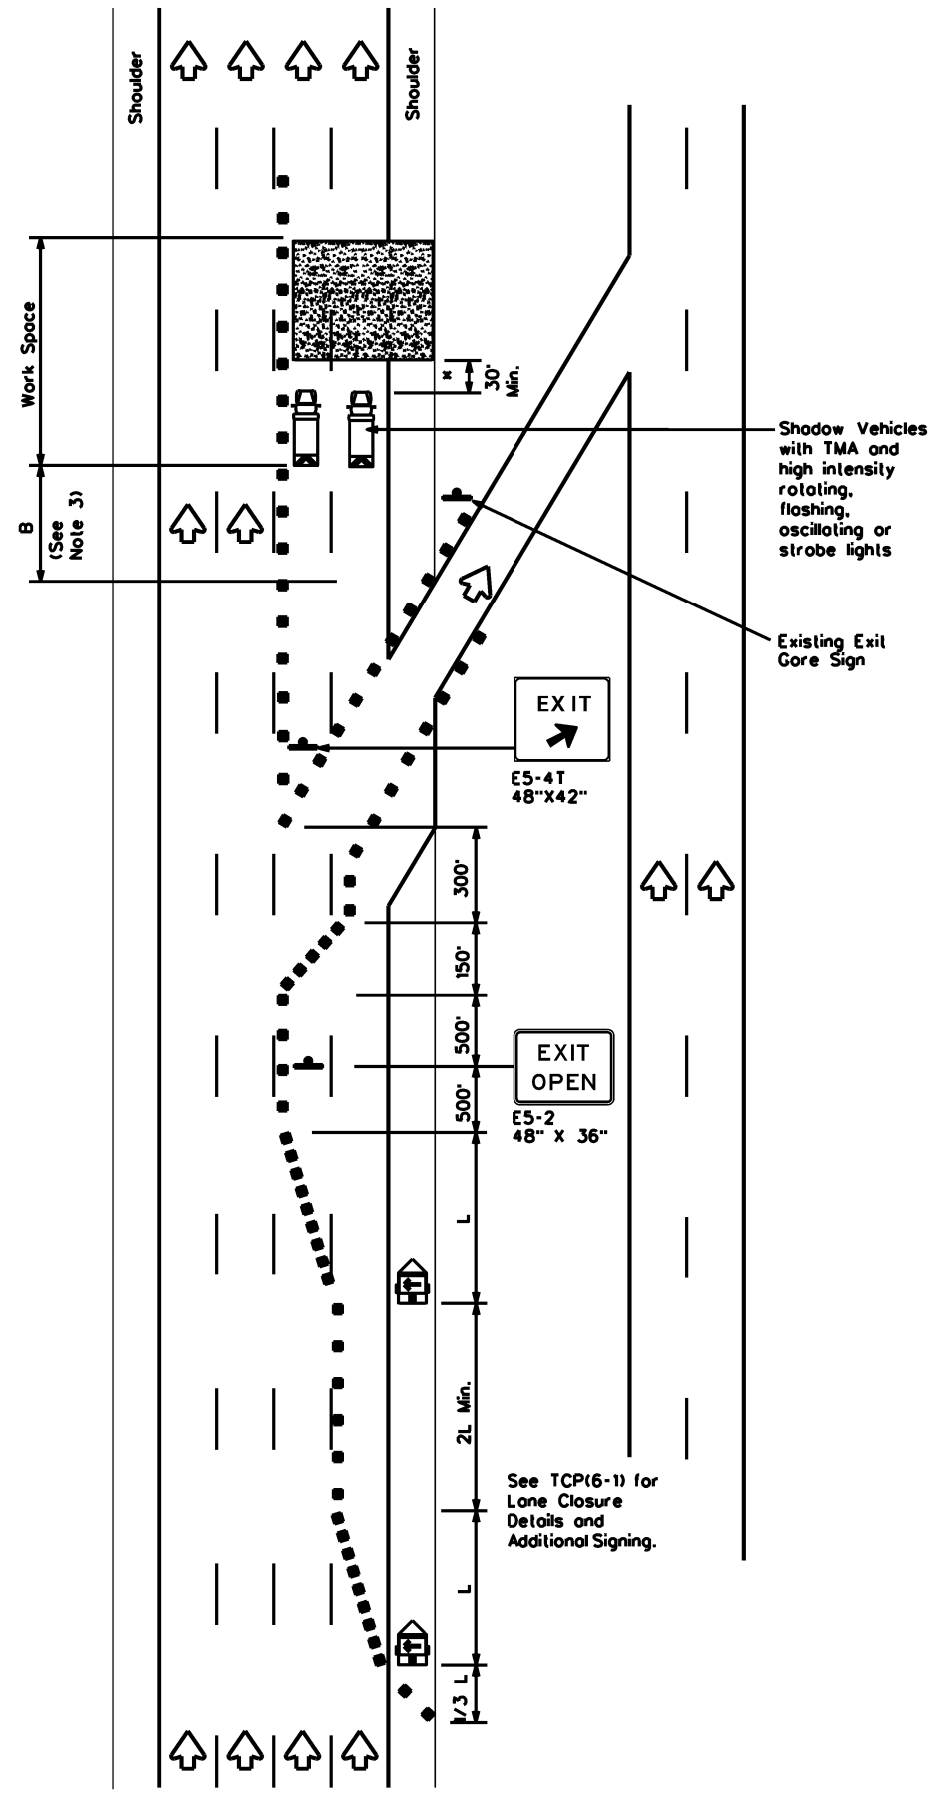 Shoulder
Shoulder
Work Space
x
30'
Min.
Shadow Vehicles
with TMA and
high intensity
rotating,
flashing,
oscillating or
strobe lights
B
(See
Note 3)
Existing Exit
Gore Sign
EXIT
E5-4T
48"X42"
300'
150'
500'
EXIT
OPEN
500'
E5-2
48" X 36"
L
2L Min.
See TCP(6-1) for
Lane Closure
Details and
Additional Signing.
L
1/3 L